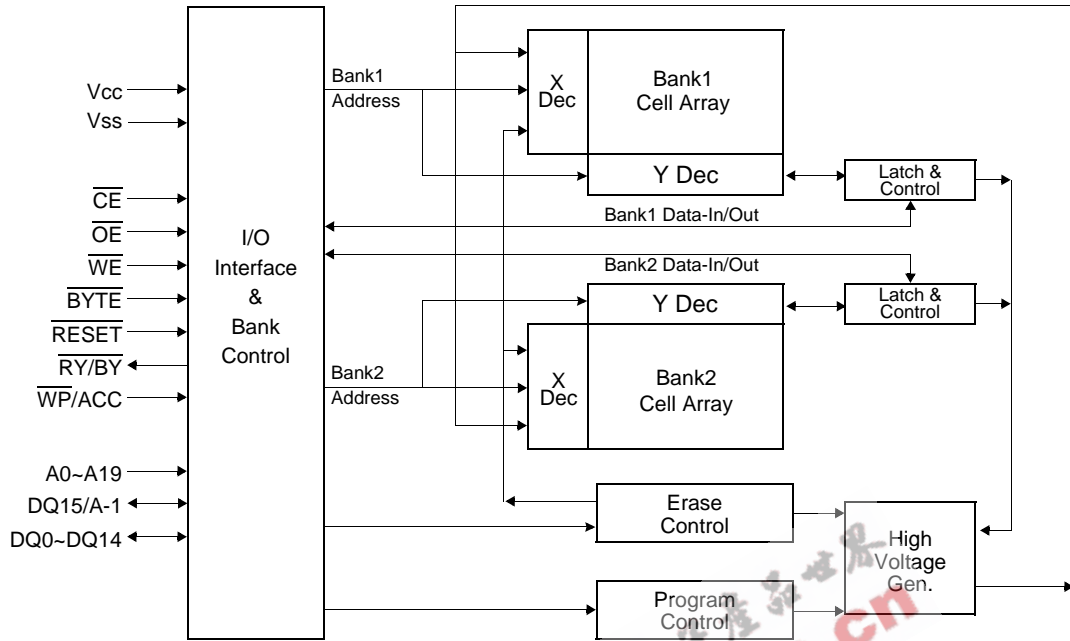 Vcc
Vss
CE
OE
WE
BYTE
RESET
RY/BY
WP/ACC
A0~A19
DQ15/A-1
DQ0~DQ14
I/O
Interface
&
Bank
Control
Bank1
Address
X
Dec
Bank1
Cell Array
Y Dec
Latch &
Control
Bank1 Data-In/Out
Bank2 Data-In/Out
Y Dec
Latch &
Control
Bank2
Address
X
Dec
Bank2
Cell Array
Erase
Control
High
Voltage
Gen.
Program
Control
.cn